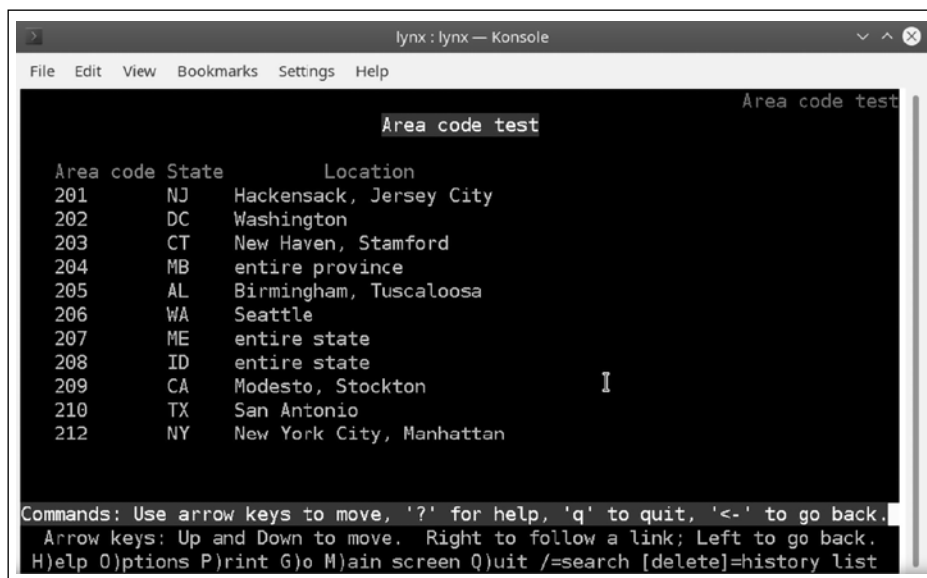 lynx : lynx — Konsole
File Edit View Bookmarks Settings Help
Area code test
Area code test
Area code State Location
201 NJ Hackensack, Jersey City
202 DC Washington
203 CT New Haven, Stamford
204 MB entire province
205 AL Birmingham, Tuscaloosa
206 WA Seattle
207 ME entire state
208 ID entire state
209 CA Modesto, Stockton
210 TX San Antonio
212 NY New York City, Manhattan
Commands: Use arrow keys to move, '?' for help, 'q' to quit, '<-' to go back.
Arrow keys: Up and Down to move. Right to follow a link; Left to go back.
H)elp O)ptions P)rint G)o M)ain screen Q)uit /=search [delete]=history list